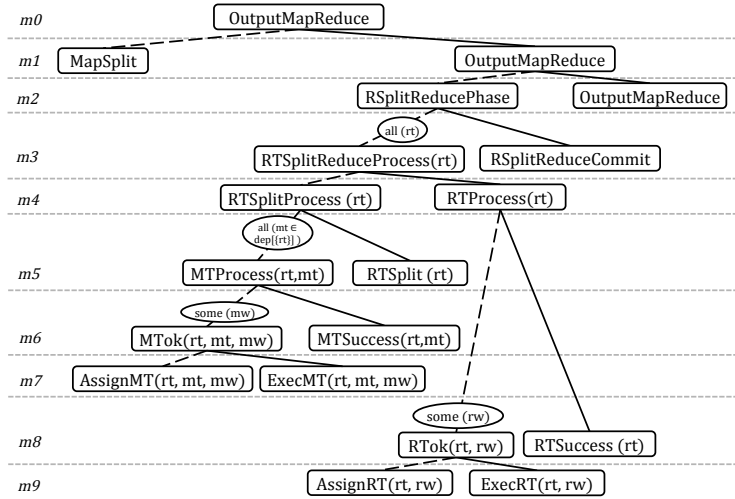 m0
OutputMapReduce
m1
MapSplit
OutputMapReduce
m2
RSplitReducePhase
OutputMapReduce
all (rt)
m3
RTSplitReduceProcess(rt)
RSplitReduceCommit
m4
RTSplitProcess (rt)
RTProcess(rt)
all (mt ∈
dep[{rt}] )
m5
MTProcess(rt,mt)
RTSplit (rt)
some (mw)
m6
MTok(rt, mt, mw)
MTSuccess(rt,mt)
m7
AssignMT(rt, mt, mw)
ExecMT(rt, mt, mw)
some (rw)
m8
RTok(rt, rw)
RTSuccess (rt)
m9
AssignRT(rt, rw)
ExecRT(rt, rw)